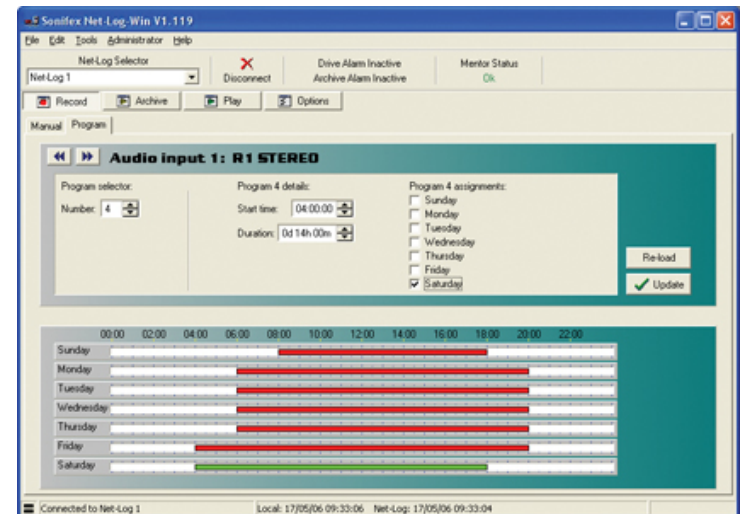 Sonifex Net-Log-Win V1.119
File Edit Tools Administrator Help
Net-Log Selector
Net-Log 1
Disconnect
Drive Alarm Inactive
Archive Alarm Inactive
Mentor Status
Ok
Record Archive Play Options
Manual Program
Audio input 1: R1 STEREO
Program selector:
Number: 4
Program 4 details:
Start time: 04:00:00
Duration: 0d 14h 00m
Program 4 assignments:
Sunday
Monday
Tuesday
Wednesday
Thursday
Friday
Saturday
Re-load
Update
00:00 02:00 04:00 06:00 08:00 10:00 12:00 14:00 16:00 18:00 20:00 22:00
Sunday
Monday
Tuesday
Wednesday
Thursday
Friday
Saturday
Connected to Net-Log 1 Local: 17/05/06 09:33:06 Net-Log: 17/05/06 09:33:04